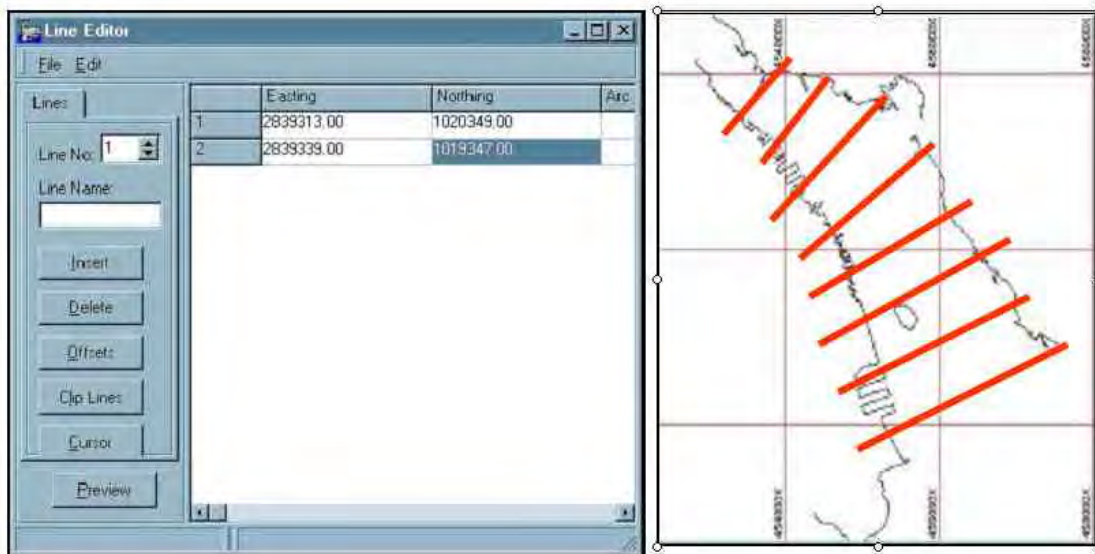 Line Editor
File Edit
Lines
Easting Northing Arc
Line No: 1
1 2839313.00 1020349.00
2 2839339.00 1019347.00
Line Name:
Insert
Delete
Offsets
Clip Lines
Cursor
Preview